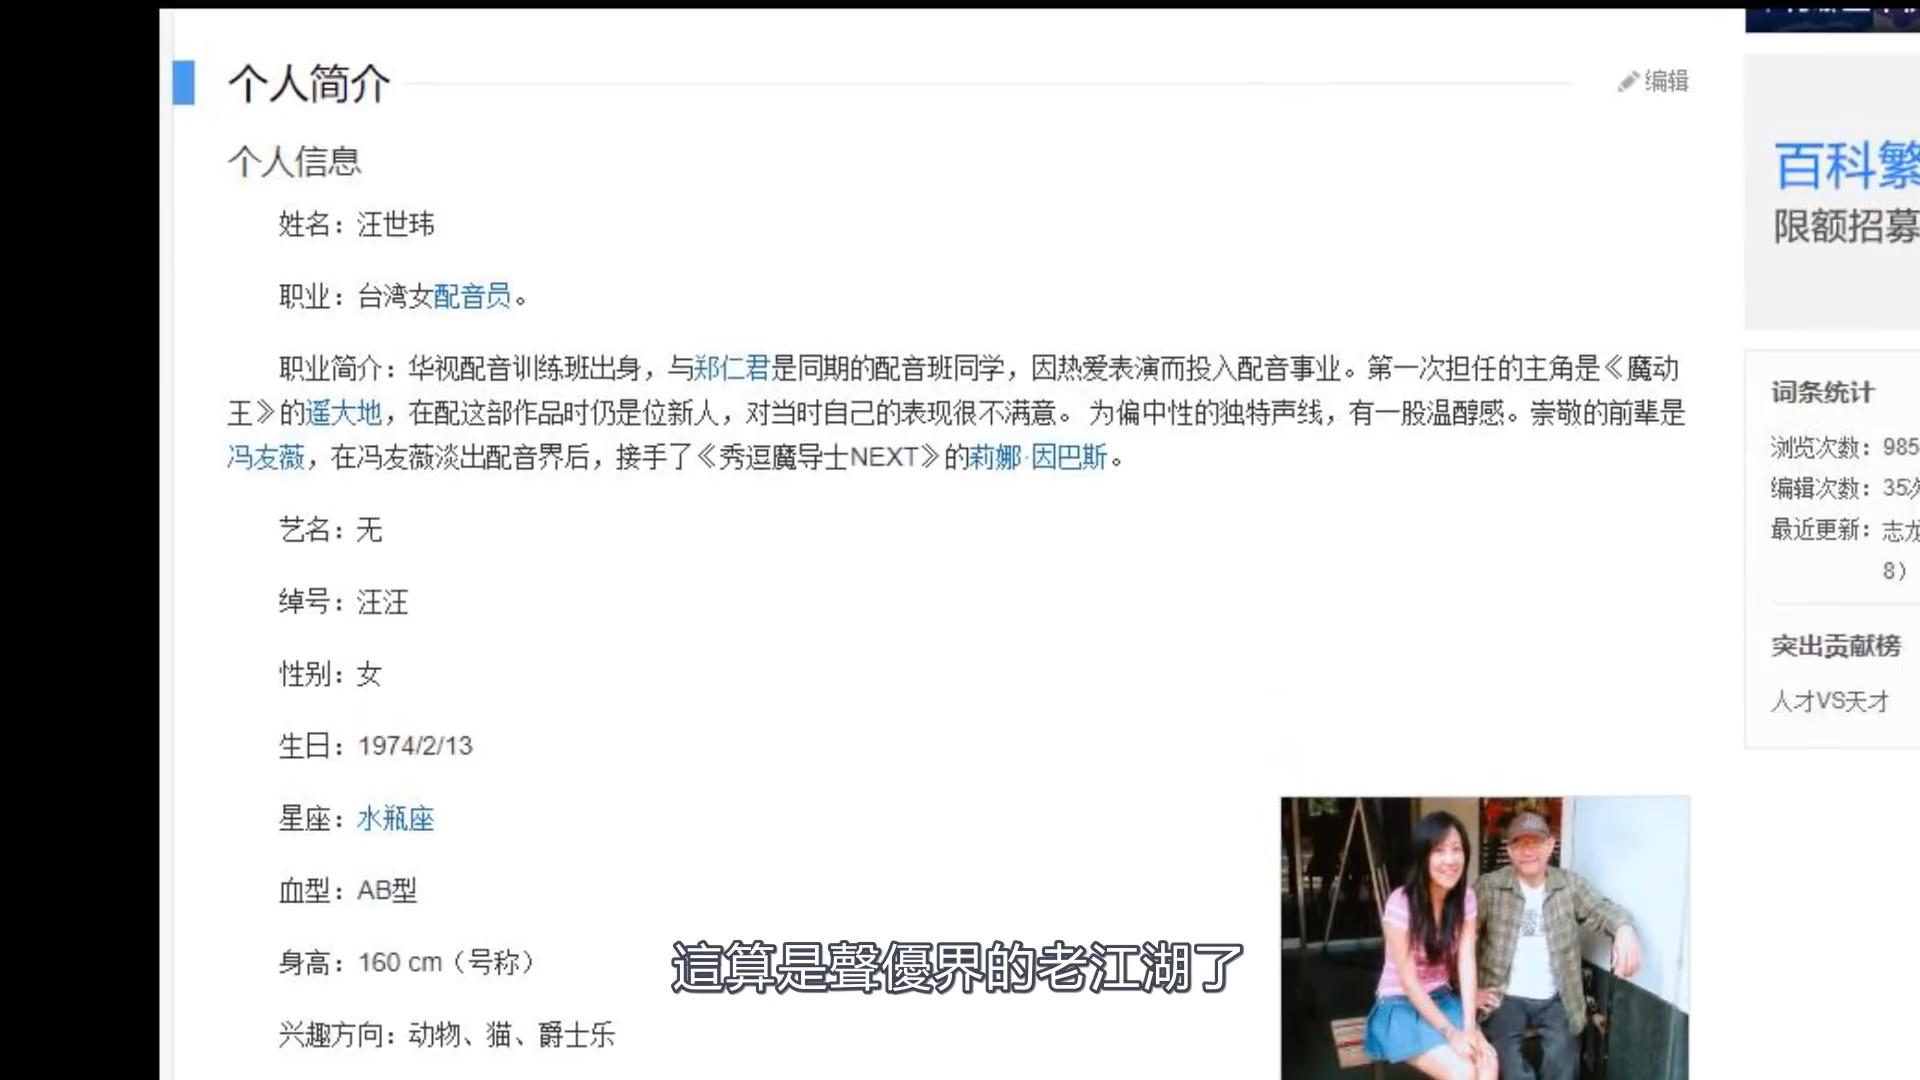 个人简介
编辑
个人信息
姓名：汪世玮
职业：台湾女配音员。
职业简介：华视配音训练班出身，与郑仁君是同期的配音班同学，因热爱表演而投入配音事业。第一次担任的主角是《魔动
王》的遥大地，在配这部作品时仍是位新人，对当时自己的表现很不满意。 为偏中性的独特声线，有一股温醇感。崇敬的前辈是
冯友薇，在冯友薇淡出配音界后，接手了《秀逗魔导士NEXT》的莉娜·因巴斯。
艺名：无
绰号：汪汪
性别：女
生日：1974/2/13
星座：水瓶座
血型：AB型
身高：160 cm（号称）
兴趣方向：动物、猫、爵士乐
這算是聲優界的老江湖了
百科繁
限额招募
词条统计
浏览次数：985
编辑次数：35次
最近更新：志龙
8）
突出贡献榜
人才VS天才